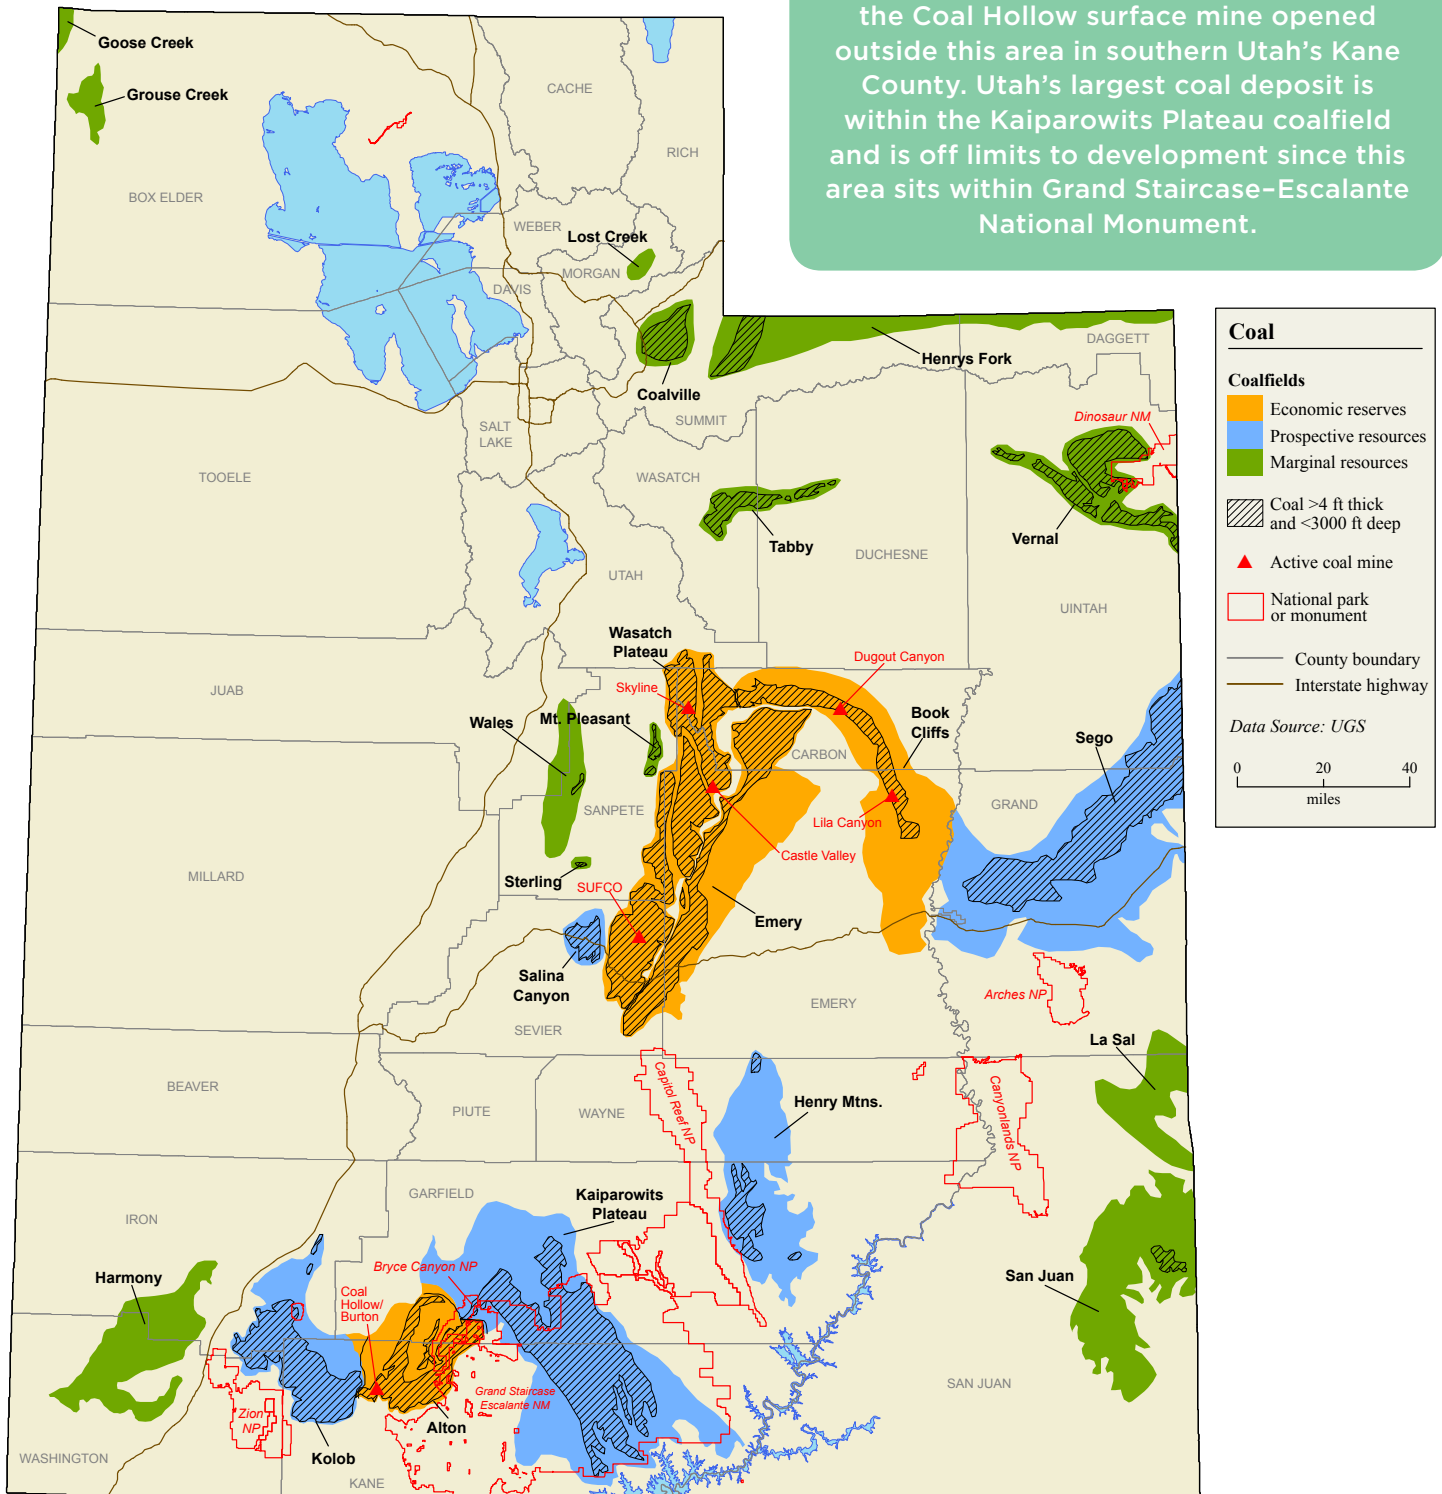 the Coal Hollow surface mine opened
outside this area in southern Utah's Kane
County. Utah's largest coal deposit is
within the Kaiparowits Plateau coalfield
and is off limits to development since this
area sits within Grand Staircase–Escalante
National Monument.
Goose Creek
Grouse Creek
CACHE
RICH
BOX ELDER
WEBER
Lost Creek
MORGAN
DAVIS
Henrys Fork
DAGGETT
Coalville
SUMMIT
SALT
LAKE
Dinosaur NM
TOOELE
WASATCH
Tabby
Vernal
DUCHESNE
UTAH
UINTAH
Wasatch
Plateau
Dugout Canyon
Skyline
JUAB
Wales
Mt. Pleasant
Book
Cliffs
CARBON
Sego
SANPETE
GRAND
Lila Canyon
Castle Valley
MILLARD
Sterling
SUFCO
Emery
Salina
Canyon
Arches NP
EMERY
SEVIER
La Sal
BEAVER
Capitol Reef NP
Canyonlands NP
Henry Mtns.
PIUTE
WAYNE
GARFIELD
Kaiparowits
Plateau
IRON
Harmony
Bryce Canyon NP
San Juan
Coal
Hollow/
Burton
SAN JUAN
Grand Staircase
Escalante NM
Zion
NP
Alton
Kolob
WASHINGTON
KANE
Coal
Coalfields
Economic reserves
Prospective resources
Marginal resources
Coal >4 ft thick
and <3000 ft deep
Active coal mine
National park
or monument
County boundary
Interstate highway
Data Source: UGS
0 20 40
miles